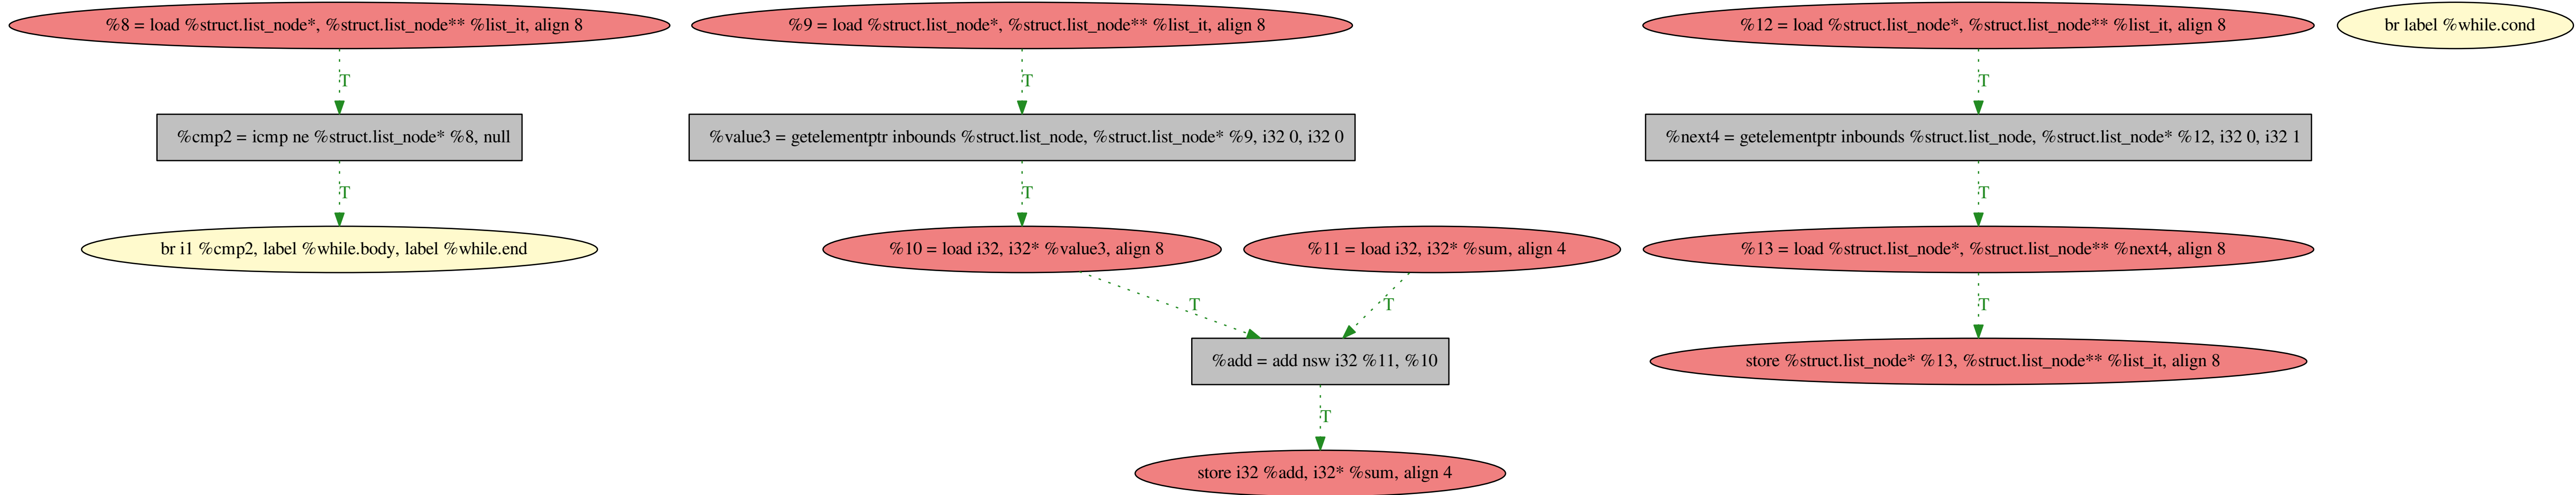 %8 = load %struct.list_node*, %struct.list_node** %list_it, align 8
%9 = load %struct.list_node*, %struct.list_node** %list_it, align 8
%12 = load %struct.list_node*, %struct.list_node** %list_it, align 8
br label %while.cond
T
T
T
%cmp2 = icmp ne %struct.list_node* %8, null
%value3 = getelementptr inbounds %struct.list_node, %struct.list_node* %9, i32 0, i32 0
%next4 = getelementptr inbounds %struct.list_node, %struct.list_node* %12, i32 0, i32 1
T
T
T
br i1 %cmp2, label %while.body, label %while.end
%10 = load i32, i32* %value3, align 8
%11 = load i32, i32* %sum, align 4
%13 = load %struct.list_node*, %struct.list_node** %next4, align 8
T
T
T
%add = add nsw i32 %11, %10
store %struct.list_node* %13, %struct.list_node** %list_it, align 8
T
store i32 %add, i32* %sum, align 4